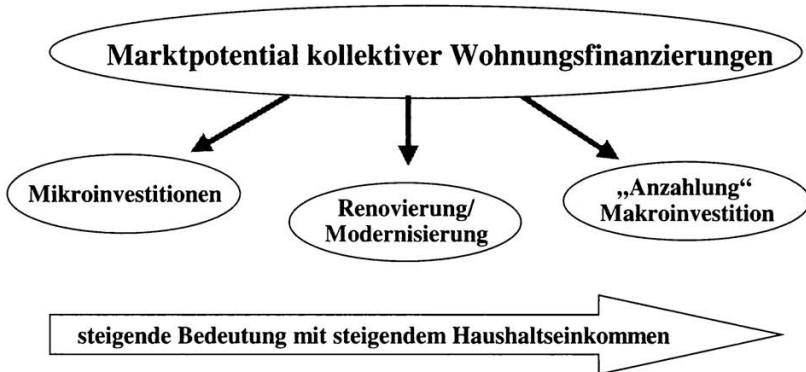 Marktpotential kollektiver Wohnungsfinanzierungen
Mikroinvestitionen
Renovierung/
Modernisierung
„Anzahlung“
Makroinvestition
steigende Bedeutung mit steigendem Haushaltseinkommen